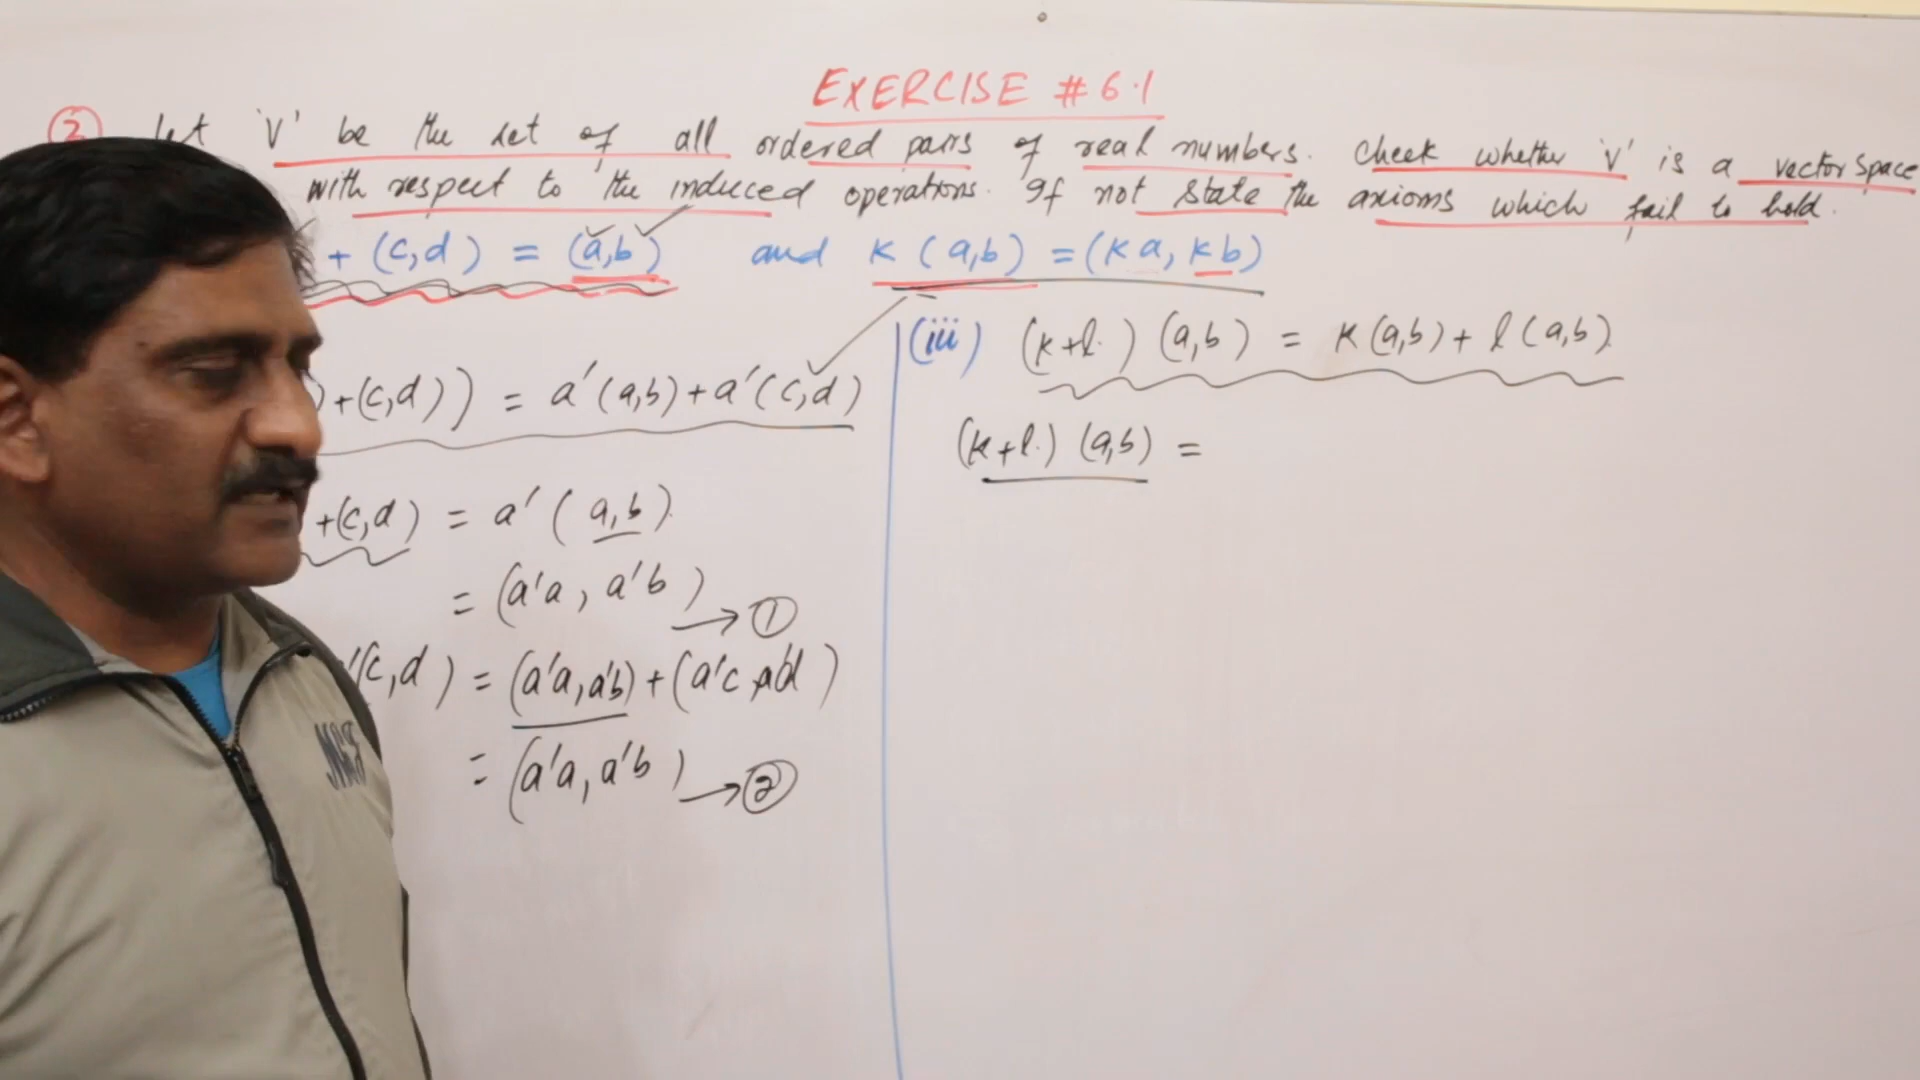 EXERCISE # 6.1
② Let 'V' be the set of all ordered pairs of real numbers. Check whether 'V' is a vector space
with respect to the induced operations. If not state the axioms which fail to hold.
+ (c,d) = (a,b) and k (a,b) = (ka, kb)
)+(c,d)) = a'(a,b)+a'(c,d)
+(c,d) = a' (a,b).
= (a'a, a'b) → ①
'(c,d) = (a'a,a'b)+(a'c,a'd)
= (a'a, a'b) → ②
(iii) (k+l.) (a,b) = k(a,b)+ l(a,b)
(k+l.) (a,b) =